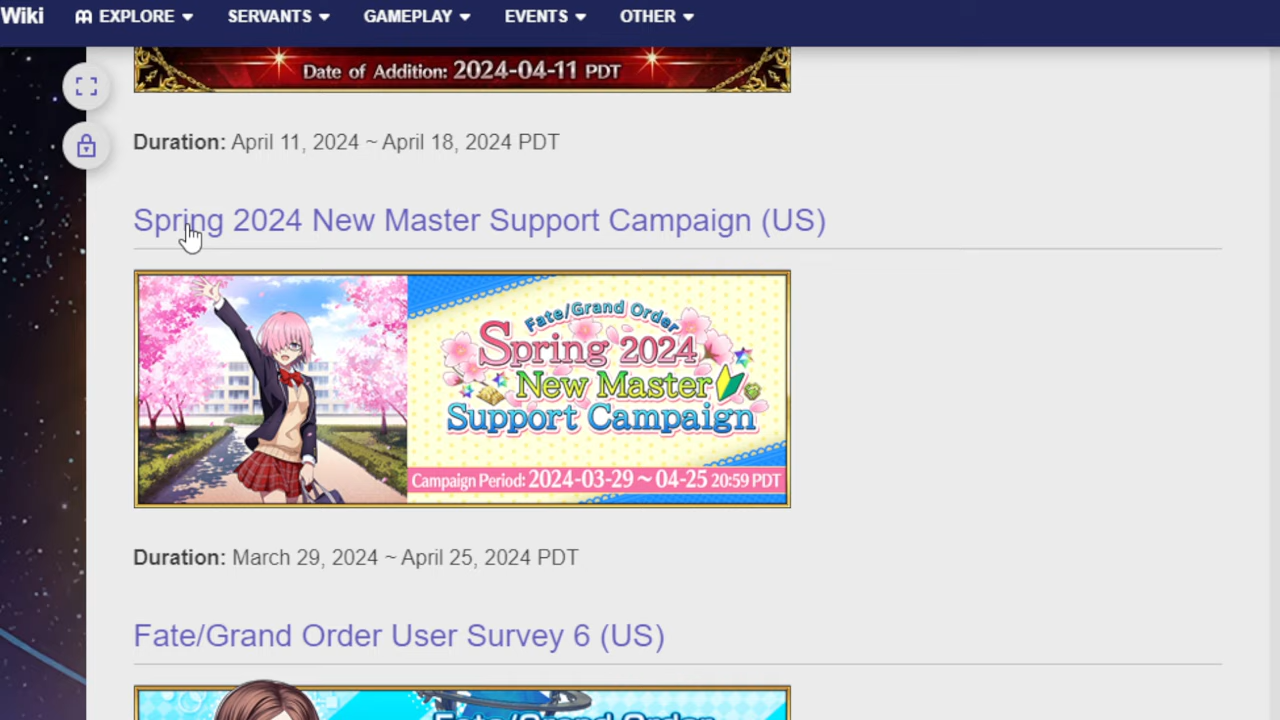 Wiki EXPLORE SERVANTS GAMEPLAY EVENTS OTHER
Date of Addition: 2024-04-11 PDT
Duration: April 11, 2024 ~ April 18, 2024 PDT
Spring 2024 New Master Support Campaign (US)
Fate/Grand Order
Spring 2024
New Master
Support Campaign
Campaign Period: 2024-03-29 ~ 04-25 20:59 PDT
Duration: March 29, 2024 ~ April 25, 2024 PDT
Fate/Grand Order User Survey 6 (US)
Fate/Grand Order